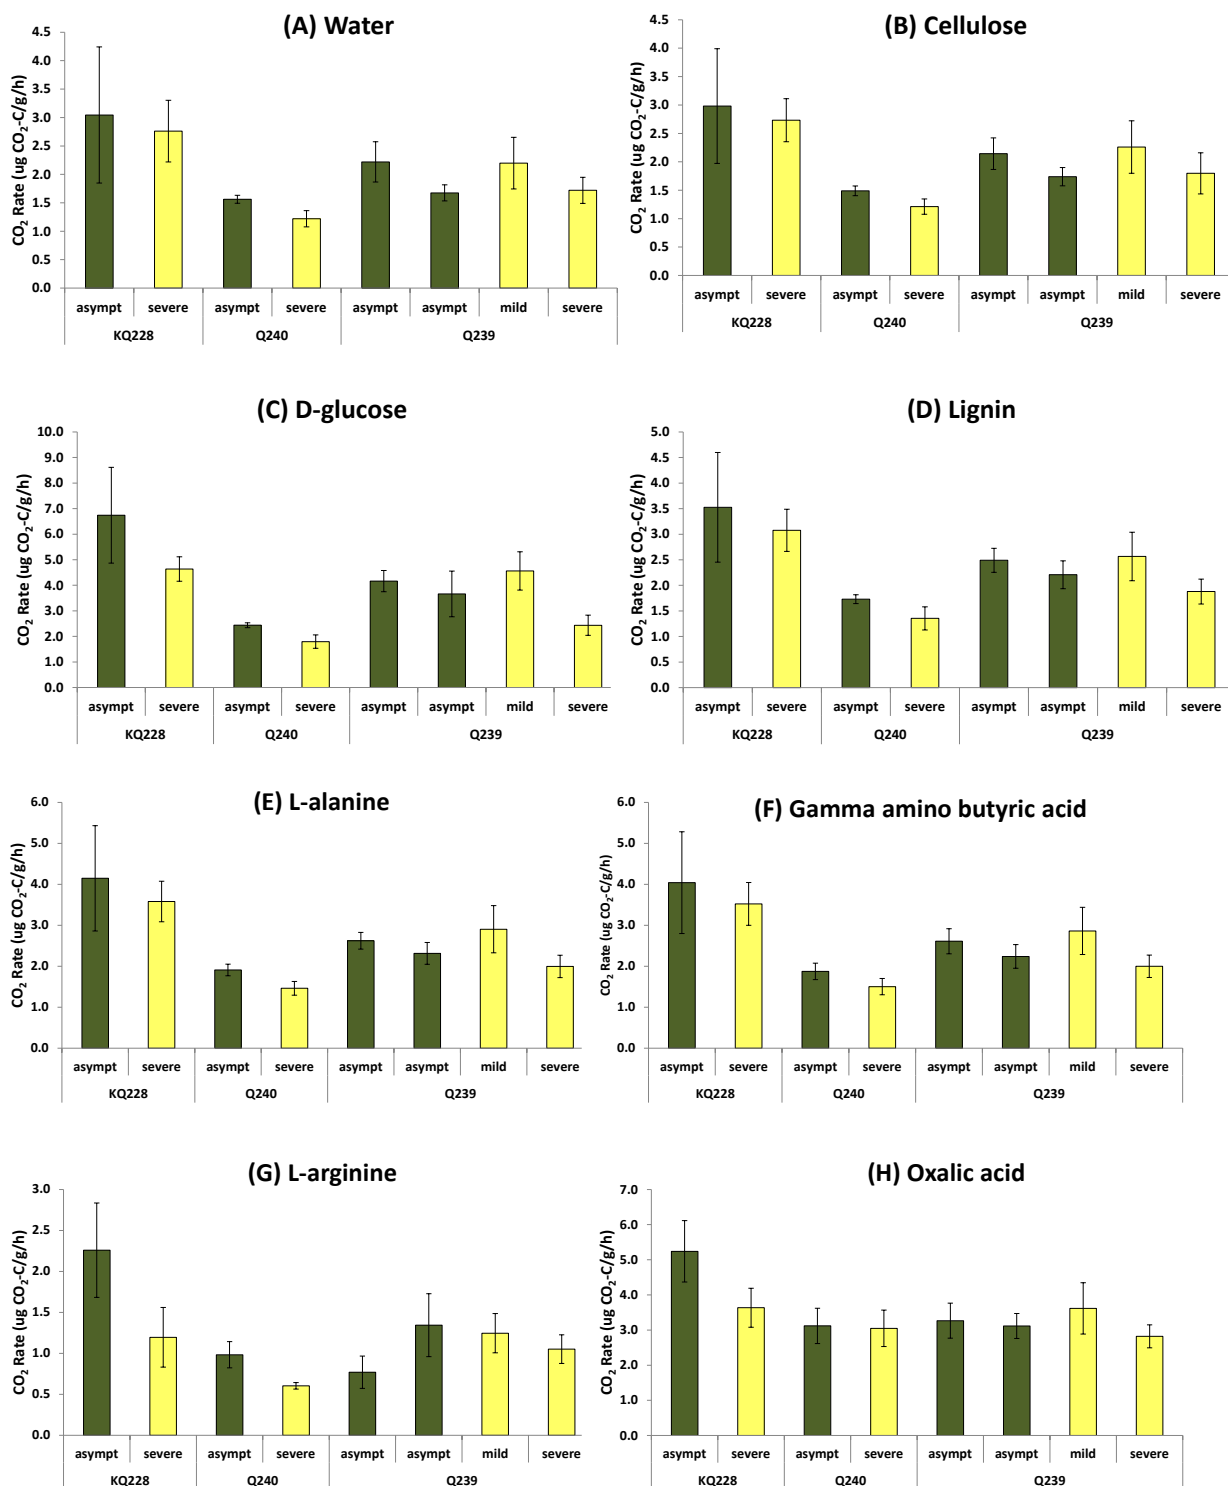 (A) Water
CO2 Rate (ug CO2-C/g/h)
4.5
4.0
3.5
3.0
2.5
2.0
1.5
1.0
0.5
0.0
asympt severe asympt severe asympt asympt mild severe
KQ228 Q240 Q239
(B) Cellulose
CO2 Rate (ug CO2-C/g/h)
4.5
4.0
3.5
3.0
2.5
2.0
1.5
1.0
0.5
0.0
asympt severe asympt severe asympt asympt mild severe
KQ228 Q240 Q239
(C) D-glucose
CO2 Rate (ug CO2-C/g/h)
10.0
9.0
8.0
7.0
6.0
5.0
4.0
3.0
2.0
1.0
0.0
asympt severe asympt severe asympt asympt mild severe
KQ228 Q240 Q239
(D) Lignin
CO2 Rate (ug CO2-C/g/h)
5.0
4.5
4.0
3.5
3.0
2.5
2.0
1.5
1.0
0.5
0.0
asympt severe asympt severe asympt asympt mild severe
KQ228 Q240 Q239
(E) L-alanine
CO2 Rate (ug CO2-C/g/h)
6.0
5.0
4.0
3.0
2.0
1.0
0.0
asympt severe asympt severe asympt asympt mild severe
KQ228 Q240 Q239
(F) Gamma amino butyric acid
CO2 Rate (ug CO2-C/g/h)
6.0
5.0
4.0
3.0
2.0
1.0
0.0
asympt severe asympt severe asympt asympt mild severe
KQ228 Q240 Q239
(G) L-arginine
CO2 Rate (ug CO2-C/g/h)
3.0
2.5
2.0
1.5
1.0
0.5
0.0
asympt severe asympt severe asympt asympt mild severe
KQ228 Q240 Q239
(H) Oxalic acid
CO2 Rate (ug CO2-C/g/h)
7.0
6.0
5.0
4.0
3.0
2.0
1.0
0.0
asympt severe asympt severe asympt asympt mild severe
KQ228 Q240 Q239